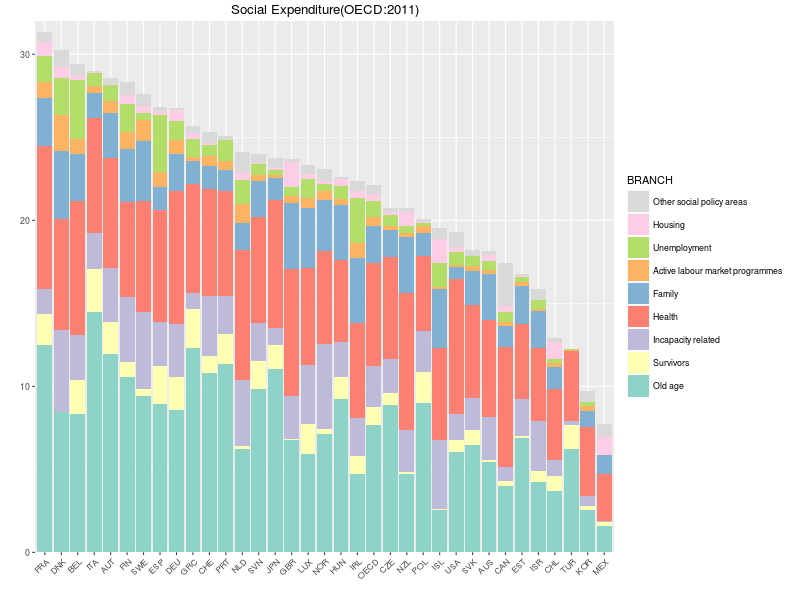 Social Expenditure(OECD:2011)
30
20
10
0
FRA DNK BEL ITA AUT FIN SWE ESP DEU GRC CHE PRT NLD SVN JPN GBR LUX NOR HUN IRL OECD CZE NZL POL ISL USA SVK AUS CAN EST ISR CHL TUR KOR MEX
BRANCH
Other social policy areas
Housing
Unemployment
Active labour market programmes
Family
Health
Incapacity related
Survivors
Old age